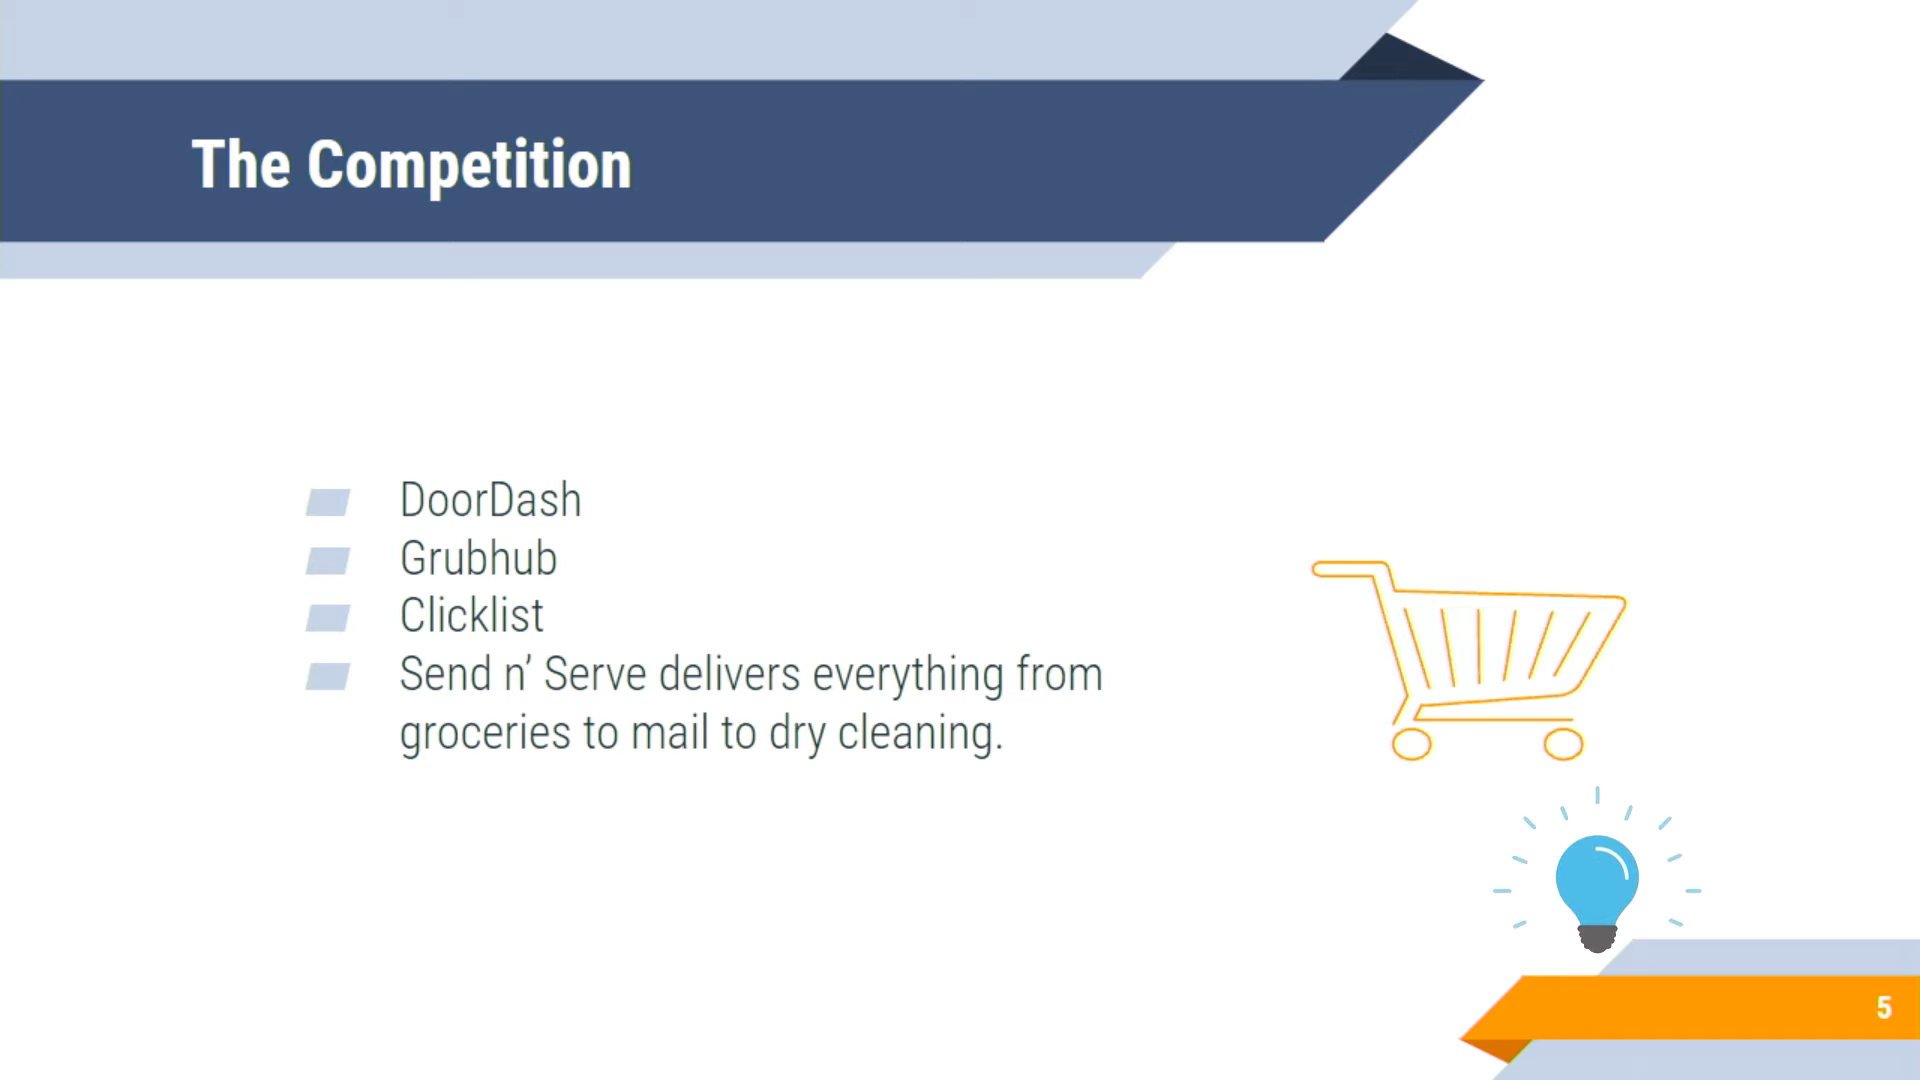 The Competition
DoorDash
Grubhub
Clicklist
Send n’ Serve delivers everything from
groceries to mail to dry cleaning.
5